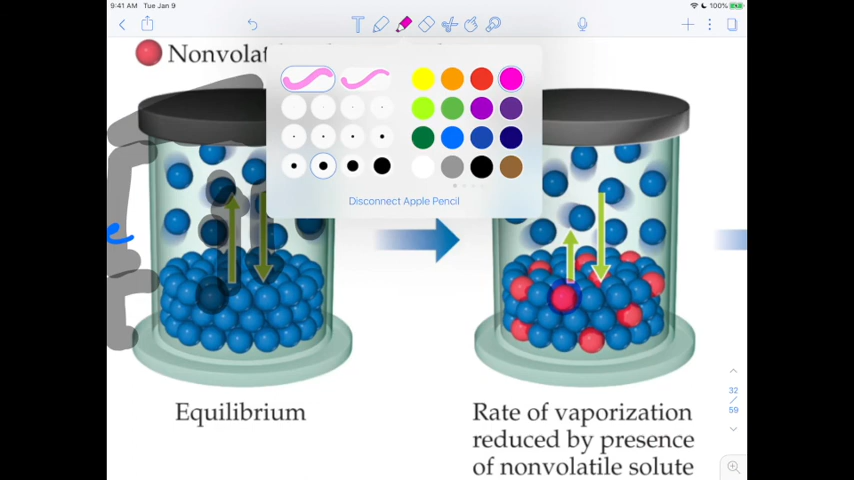 9:41 AM Tue Jan 9
100%
T
Nonvolat
Disconnect Apple Pencil
e
32
/
59
Equilibrium
Rate of vaporization
reduced by presence
of nonvolatile solute